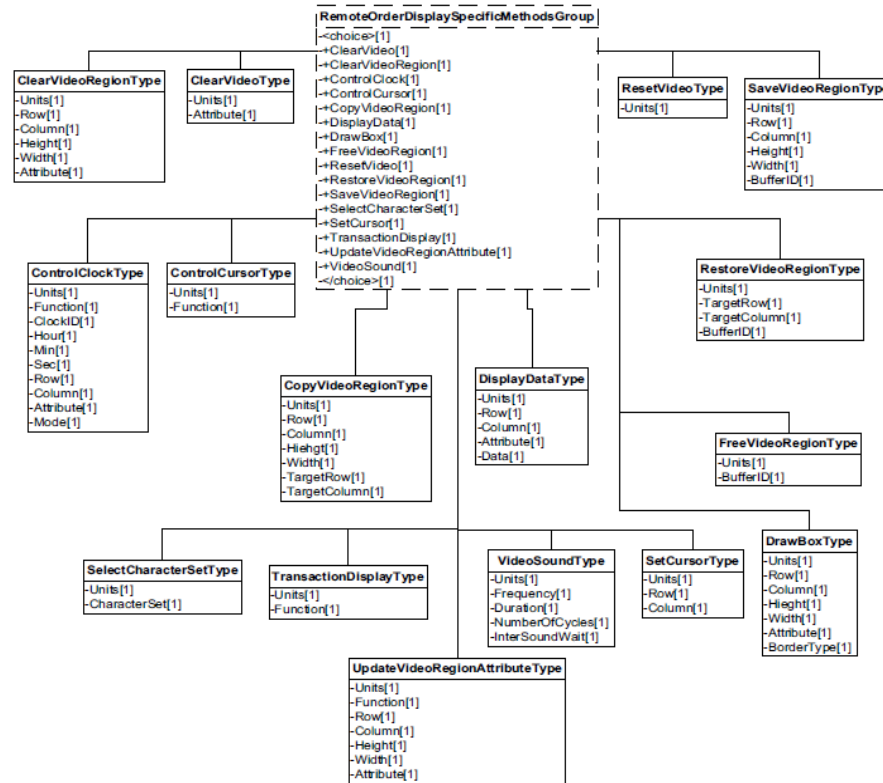 RemoteOrderDisplaySpecificMethodsGroup
-<choice>[1]
-+ClearVideo[1]
-+ClearVideoRegion[1]
-+ControlClock[1]
-+ControlCursor[1]
-+CopyVideoRegion[1]
-+DisplayData[1]
-+DrawBox[1]
-+FreeVideoRegion[1]
-+ResetVideo[1]
-+RestoreVideoRegion[1]
-+SaveVideoRegion[1]
-+SelectCharacterSet[1]
-+SetCursor[1]
-+TransactionDisplay[1]
-+UpdateVideoRegionAttribute[1]
-+VideoSound[1]
-</choice>[1]
ClearVideoRegionType
-Units[1]
-Row[1]
-Column[1]
-Height[1]
-Width[1]
-Attribute[1]
ClearVideoType
-Units[1]
-Attribute[1]
ResetVideoType
-Units[1]
SaveVideoRegionType
-Units[1]
-Row[1]
-Column[1]
-Height[1]
-Width[1]
-BufferID[1]
ControlClockType
-Units[1]
-Function[1]
-ClockID[1]
-Hour[1]
-Min[1]
-Sec[1]
-Row[1]
-Column[1]
-Attribute[1]
-Mode[1]
ControlCursorType
-Units[1]
-Function[1]
RestoreVideoRegionType
-Units[1]
-TargetRow[1]
-TargetColumn[1]
-BufferID[1]
CopyVideoRegionType
-Units[1]
-Row[1]
-Column[1]
-Hiehgt[1]
-Width[1]
-TargetRow[1]
-TargetColumn[1]
DisplayDataType
-Units[1]
-Row[1]
-Column[1]
-Attribute[1]
-Data[1]
FreeVideoRegionType
-Units[1]
-BufferID[1]
SelectCharacterSetType
-Units[1]
-CharacterSet[1]
TransactionDisplayType
-Units[1]
-Function[1]
VideoSoundType
-Units[1]
-Frequency[1]
-Duration[1]
-NumberOfCycles[1]
-InterSoundWait[1]
SetCursorType
-Units[1]
-Row[1]
-Column[1]
DrawBoxType
-Units[1]
-Row[1]
-Column[1]
-Hieght[1]
-Width[1]
-Attribute[1]
-BorderType[1]
UpdateVideoRegionAttributeType
-Units[1]
-Function[1]
-Row[1]
-Column[1]
-Height[1]
-Width[1]
-Attribute[1]